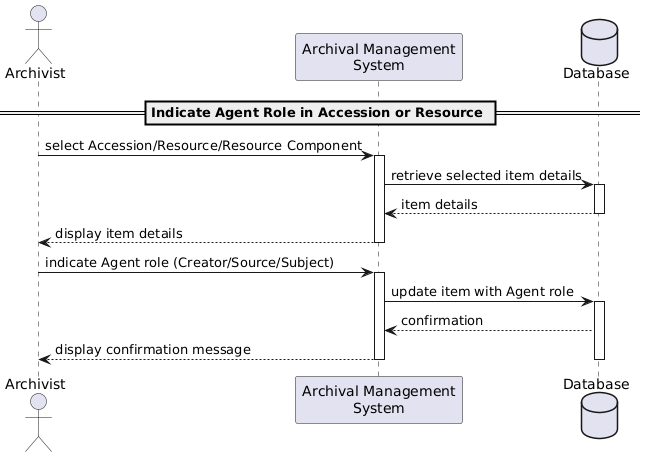 Archivist
Archival Management
System
Database
Indicate Agent Role in Accession or Resource
select Accession/Resource/Resource Component
retrieve selected item details
item details
display item details
indicate Agent role (Creator/Source/Subject)
update item with Agent role
confirmation
display confirmation message
Archivist
Archival Management
System
Database